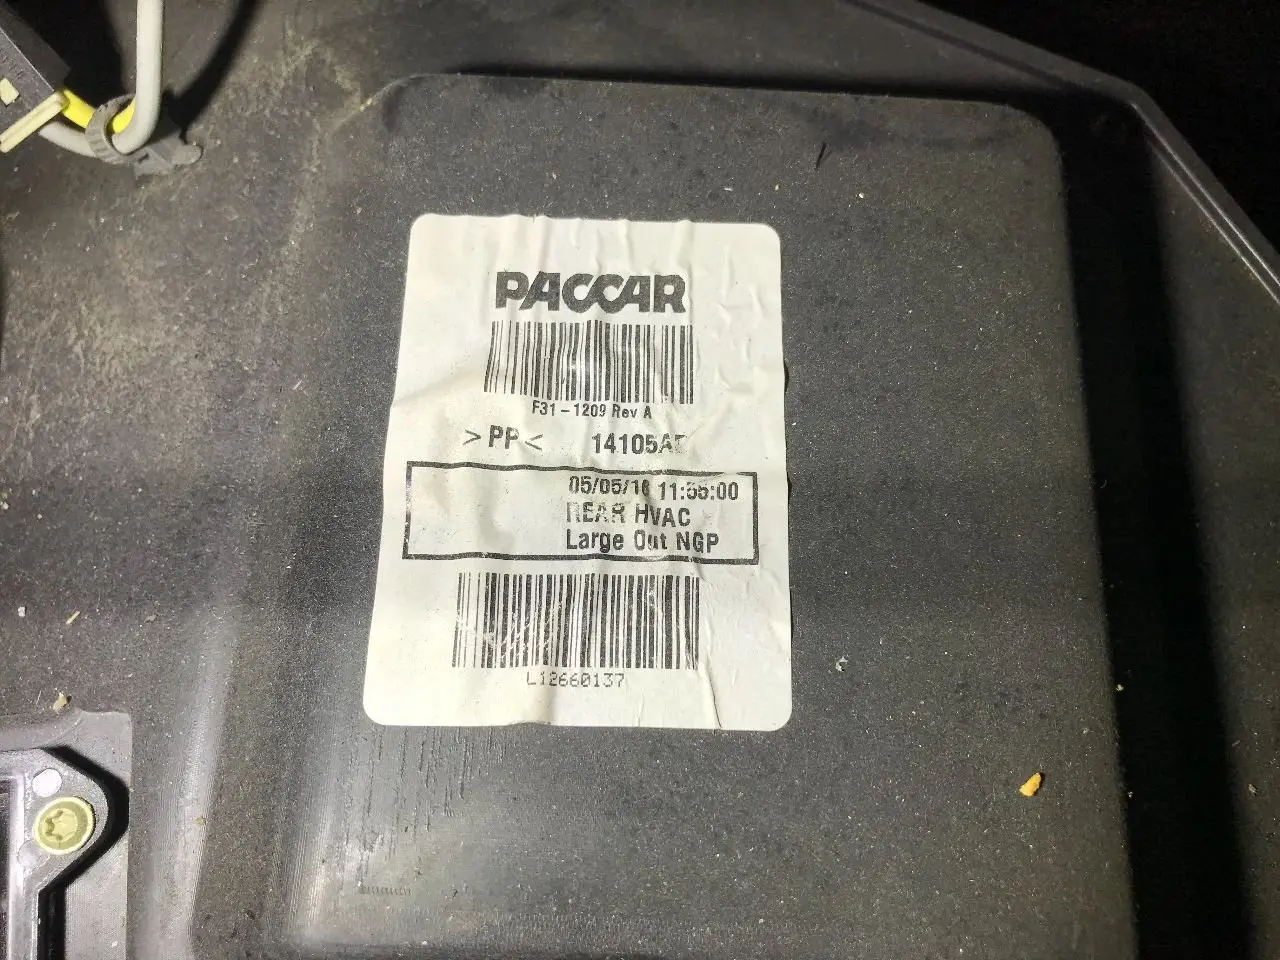 PACCAR
F31-1209 Rev A
>PP<
05/05/16 11:55:00
REAR HVAC
Large Out NGP
L12660137